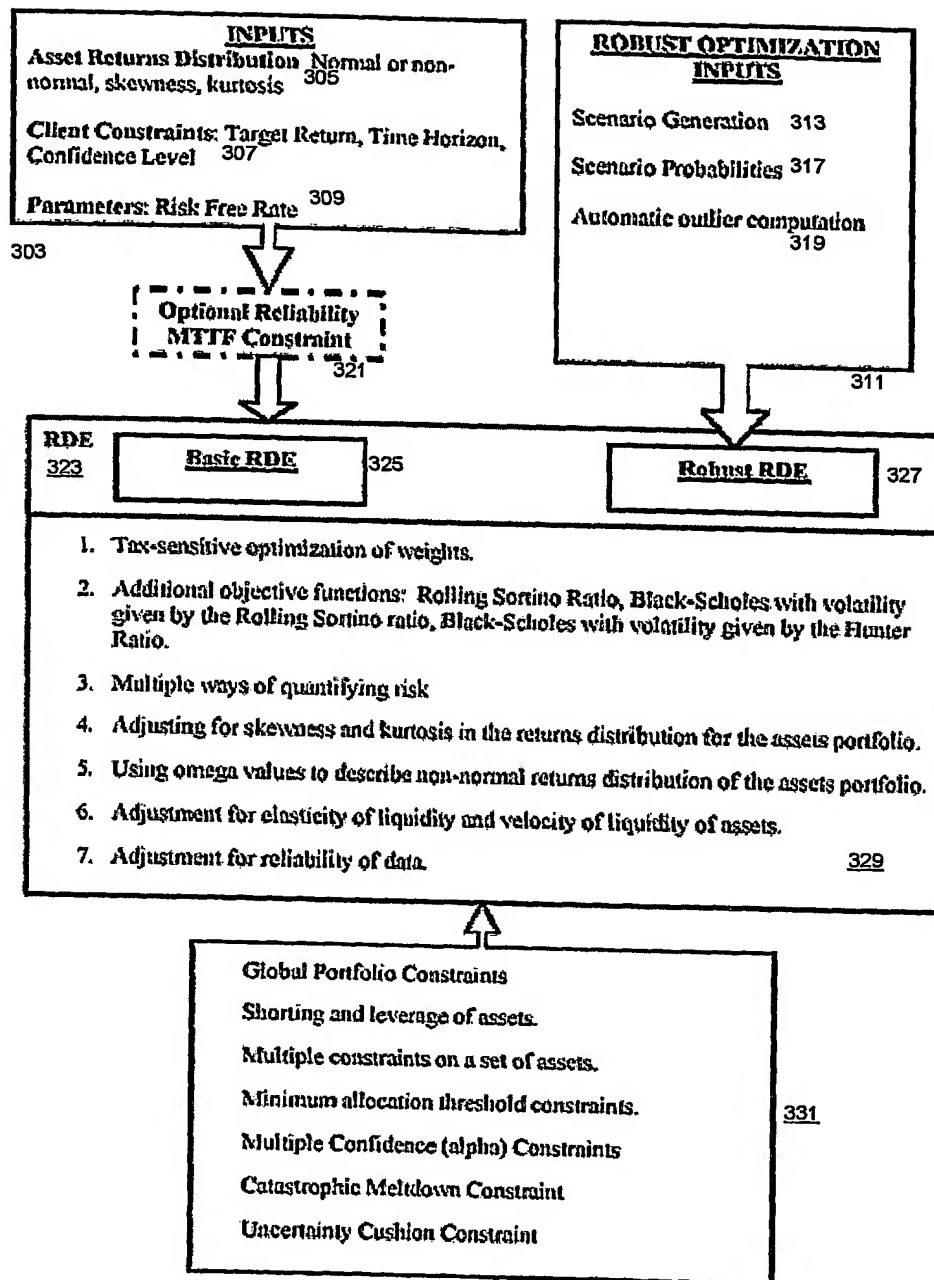 INPUTS
Asset Returns Distribution Normal or non-
normal, skewness, kurtosis 305
Client Constraints: Target Return, Time Horizon,
Confidence Level 307
Parameters: Risk Free Rate 309
303
ROBUST OPTIMIZATION
INPUTS
Scenario Generation 313
Scenario Probabilities 317
Automatic outlier computation
319
311
Optional Reliability
MTTF Constraint
321
RDE
323
Basic RDE
325
Robust RDE
327
1. Tax-sensitive optimization of weights.
2. Additional objective functions: Rolling Sortino Ratio, Black-Scholes with volatility
given by the Rolling Sortino ratio, Black-Scholes with volatility given by the Hunter
Ratio.
3. Multiple ways of quantifying risk
4. Adjusting for skewness and kurtosis in the returns distribution for the assets portfolio.
5. Using omega values to describe non-normal returns distribution of the assets portfolio.
6. Adjustment for elasticity of liquidity and velocity of liquidity of assets.
7. Adjustment for reliability of data.
329
Global Portfolio Constraints
Shorting and leverage of assets.
Multiple constraints on a set of assets.
Minimum allocation threshold constraints.
Multiple Confidence (alpha) Constraints
Catastrophic Meltdown Constraint
Uncertainty Cushion Constraint
331